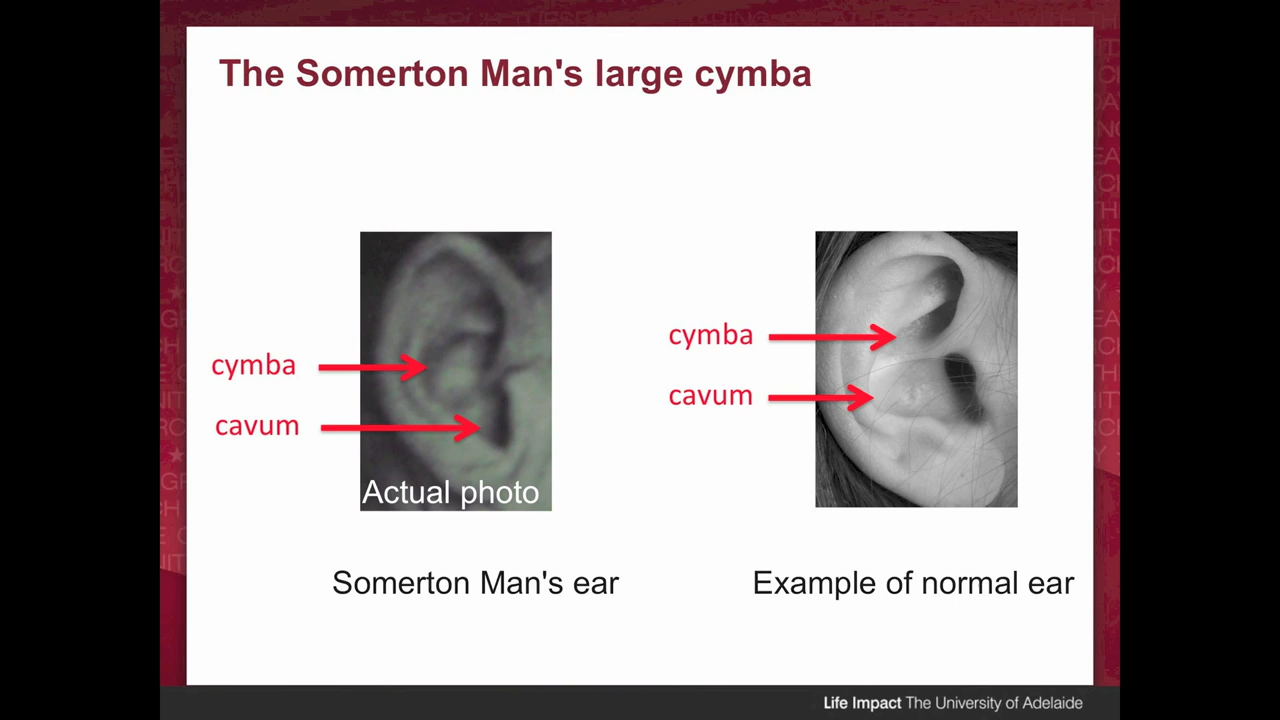 The Somerton Man's large cymba
cymba
cavum
Actual photo
cymba
cavum
Somerton Man's ear
Example of normal ear
Life Impact The University of Adelaide